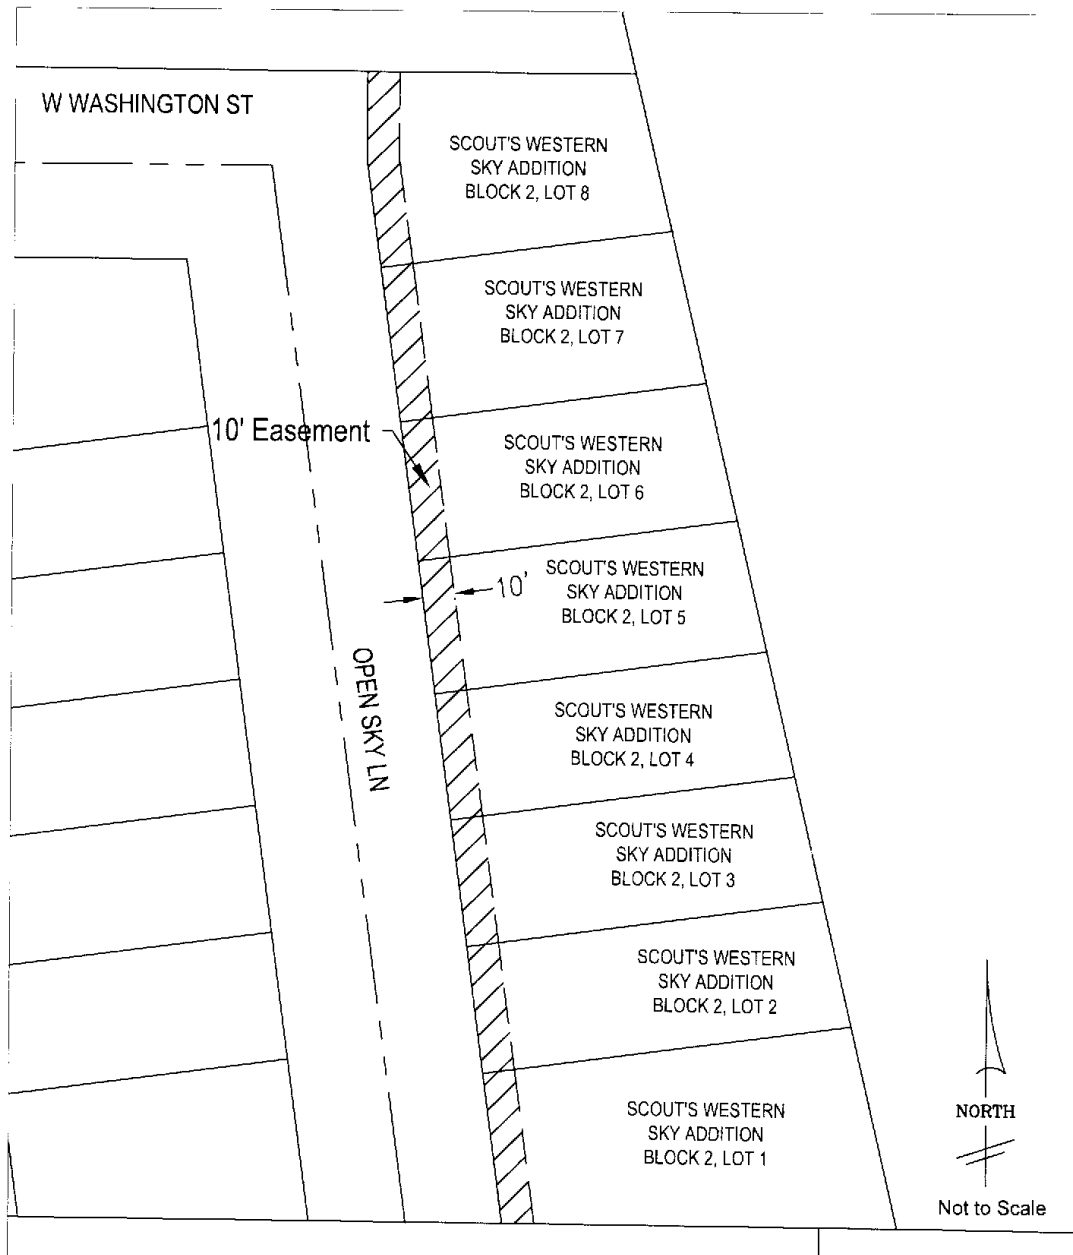 W WASHINGTON ST
SCOUT'S WESTERN
SKY ADDITION
BLOCK 2, LOT 8
SCOUT'S WESTERN
SKY ADDITION
BLOCK 2, LOT 7
10' Easement
SCOUT'S WESTERN
SKY ADDITION
BLOCK 2, LOT 6
SCOUT'S WESTERN
SKY ADDITION
BLOCK 2, LOT 5
10'
OPEN SKY LN
SCOUT'S WESTERN
SKY ADDITION
BLOCK 2, LOT 4
SCOUT'S WESTERN
SKY ADDITION
BLOCK 2, LOT 3
SCOUT'S WESTERN
SKY ADDITION
BLOCK 2, LOT 2
SCOUT'S WESTERN
SKY ADDITION
BLOCK 2, LOT 1
NORTH
Not to Scale